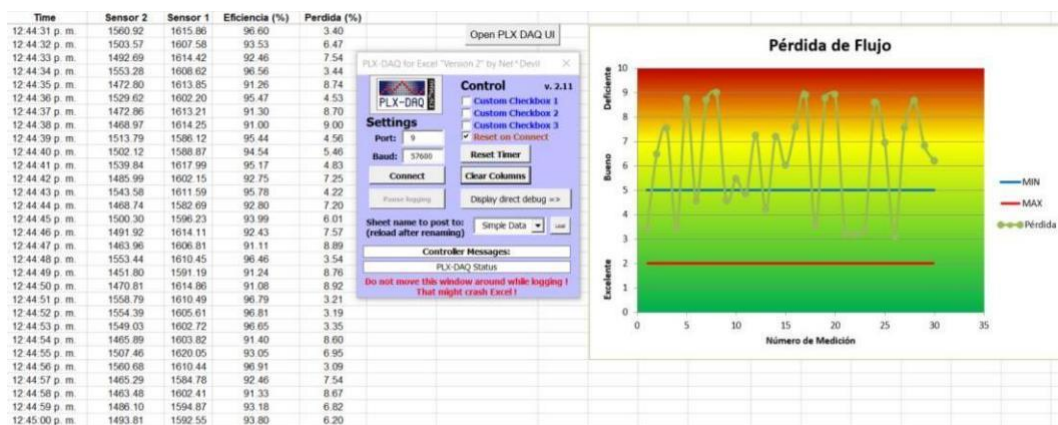 Time Sensor 2 Sensor 1 Eficiencia (%) Perdida (%)
12:44:31 p. m. 1560.92 1615.86 96.60 3.40
12:44:32 p. m. 1503.57 1607.58 93.53 6.47
12:44:33 p. m. 1492.69 1614.42 92.46 7.54
12:44:34 p. m. 1553.28 1608.62 96.56 3.44
12:44:35 p. m. 1472.80 1613.85 91.26 8.74
12:44:36 p. m. 1529.62 1602.20 95.47 4.53
12:44:37 p. m. 1472.86 1613.21 91.30 8.70
12:44:38 p. m. 1468.97 1614.25 91.00 9.00
12:44:39 p. m. 1513.79 1586.12 95.44 4.56
12:44:40 p. m. 1502.12 1588.87 94.54 5.46
12:44:41 p. m. 1539.84 1617.99 95.17 4.83
12:44:42 p. m. 1485.99 1602.15 92.75 7.25
12:44:43 p. m. 1543.58 1611.59 95.78 4.22
12:44:44 p. m. 1468.74 1582.69 92.80 7.20
12:44:45 p. m. 1500.30 1596.23 93.99 6.01
12:44:46 p. m. 1491.92 1614.11 92.43 7.57
12:44:47 p. m. 1463.96 1606.81 91.11 8.89
12:44:48 p. m. 1553.44 1610.45 96.46 3.54
12:44:49 p. m. 1451.80 1591.19 91.24 8.76
12:44:50 p. m. 1470.81 1614.86 91.08 8.92
12:44:51 p. m. 1558.79 1610.49 96.79 3.21
12:44:52 p. m. 1554.39 1605.61 96.81 3.19
12:44:53 p. m. 1549.03 1602.72 96.65 3.35
12:44:54 p. m. 1465.89 1603.82 91.40 8.60
12:44:55 p. m. 1507.46 1620.05 93.05 6.95
12:44:56 p. m. 1560.68 1610.44 96.91 3.09
12:44:57 p. m. 1465.29 1584.78 92.46 7.54
12:44:58 p. m. 1463.48 1602.41 91.33 8.67
12:44:59 p. m. 1486.10 1594.87 93.18 6.82
12:45:00 p. m. 1493.81 1592.55 93.80 6.20
Open PLX DAQ UI
PLX-DAQ for Excel "Version 2" by Net^Devil
PLX-DAQ
Control v. 2.11
Custom Checkbox 1
Custom Checkbox 2
Custom Checkbox 3
Reset on Connect
Settings
Port: 9
Baud: 57600
Reset Timer
Connect
Clear Columns
Pause logging
Display direct debug =>
Sheet name to post to:
(reload after renaming)
Simple Data
Load
Controller Messages:
PLX-DAQ Status
Do not move this window around while logging !
That might crash Excel !
Pérdida de Flujo
Deficiente
Bueno
Excelente
10
9
8
7
6
5
4
3
2
1
0
0 5 10 15 20 25 30 35
Número de Medición
MIN
MAX
Pérdida